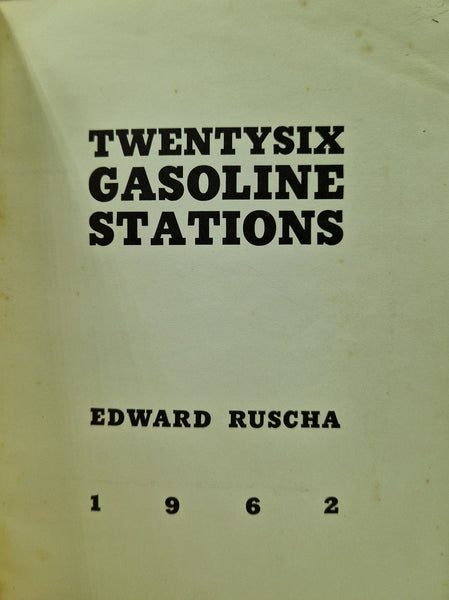 TWENTYSIX
GASOLINE
STATIONS
EDWARD RUSCHA
1 9 6 2